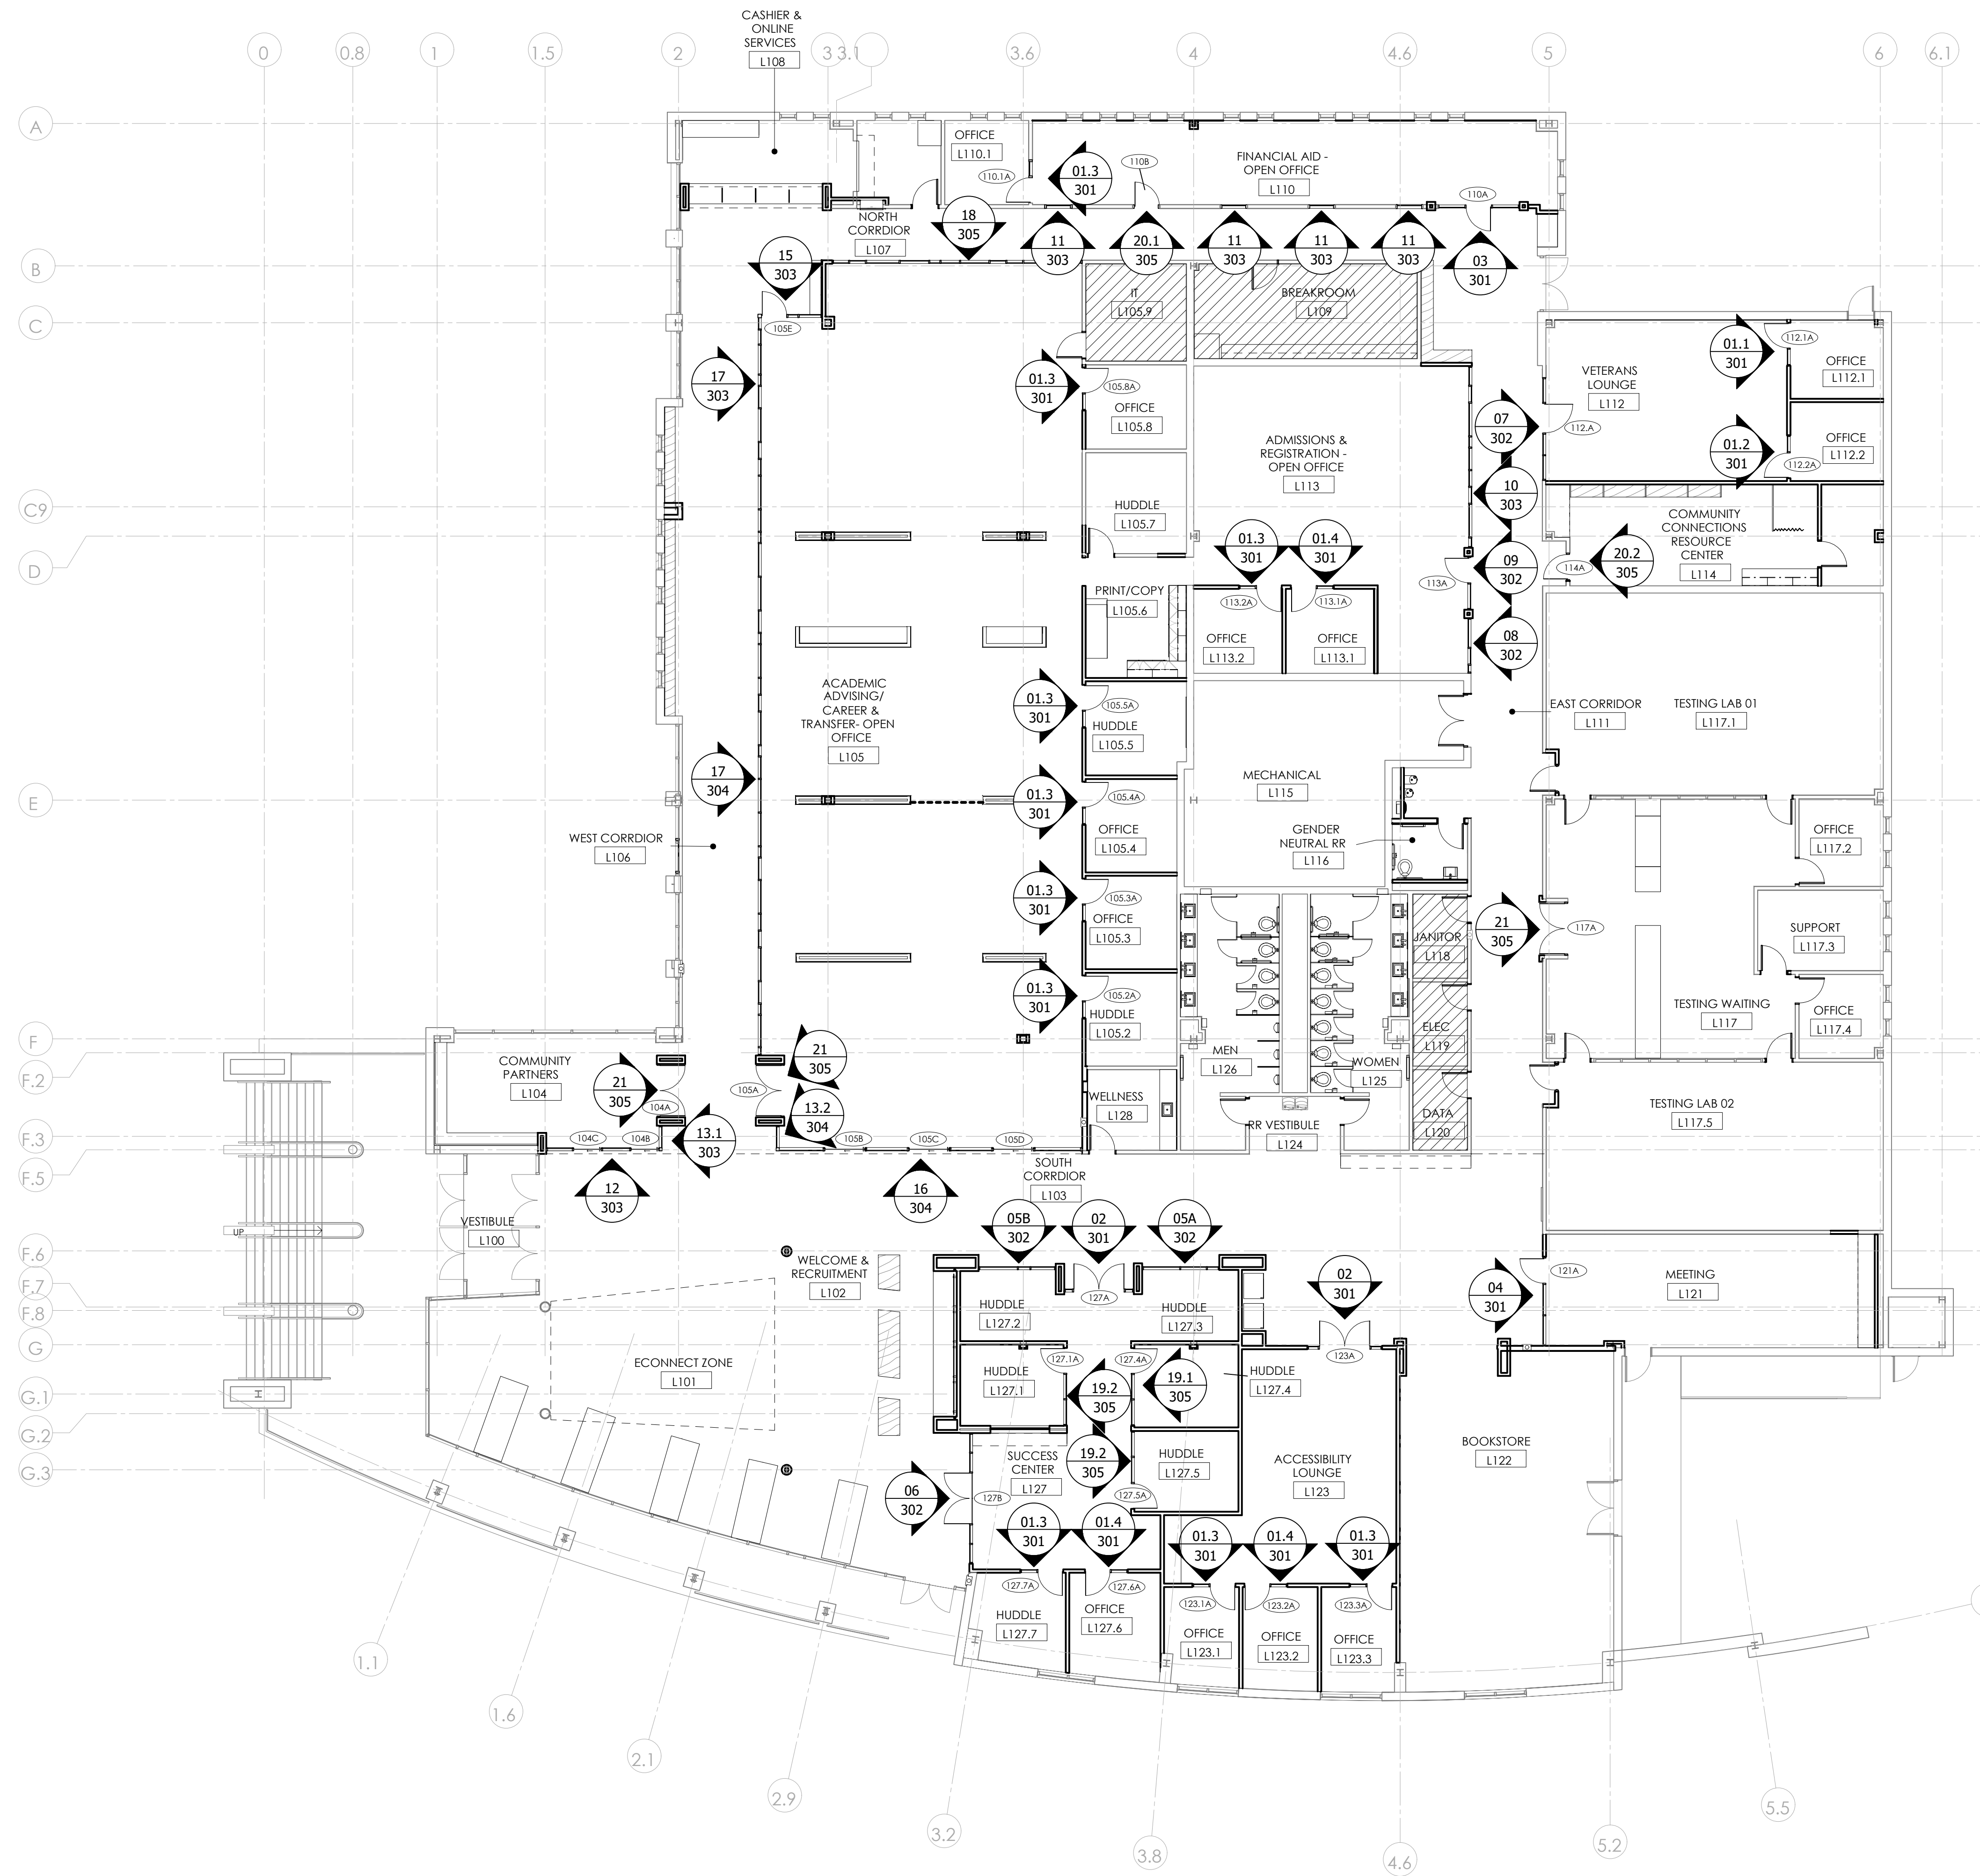 CASHIER &
ONLINE
SERVICES
L108
0
0.8
1
1.5
2
3
3.1
3.6
4
4.6
5
6
6.1
A
B
C
C9
D
E
F
F.2
F.3
F.5
F.6
F.7
F.8
G
G.1
G.2
G.3
OFFICE
L110.1
110.1A
01.3
301
110B
FINANCIAL AID -
OPEN OFFICE
L110
110A
NORTH
CORRDIOR
L107
18
305
11
303
20.1
305
11
303
11
303
11
303
03
301
15
303
105E
IT
L105.9
BREAKROOM
L109
17
303
01.3
301
105.8A
OFFICE
L105.8
ADMISSIONS &
REGISTRATION -
OPEN OFFICE
L113
07
302
112.A
VETERANS
LOUNGE
L112
01.1
301
112.1A
OFFICE
L112.1
01.2
301
112.2A
OFFICE
L112.2
10
303
HUDDLE
L105.7
01.3
301
01.4
301
09
302
113A
20.2
305
114A
COMMUNITY
CONNECTIONS
RESOURCE
CENTER
L114
PRINT/COPY
L105.6
113.2A
113.1A
OFFICE
L113.2
OFFICE
L113.1
08
302
ACADEMIC
ADVISING/
CAREER &
TRANSFER- OPEN
OFFICE
L105
01.3
301
105.5A
HUDDLE
L105.5
EAST CORRIDOR
L111
TESTING LAB 01
L117.1
17
304
01.3
301
105.4A
OFFICE
L105.4
MECHANICAL
L115
WEST CORRDIOR
L106
GENDER
NEUTRAL RR
L116
OFFICE
L117.2
01.3
301
105.3A
OFFICE
L105.3
JANITOR
L118
21
305
117A
SUPPORT
L117.3
01.3
301
105.2A
HUDDLE
L105.2
ELEC
L119
TESTING WAITING
L117
OFFICE
L117.4
COMMUNITY
PARTNERS
L104
21
305
104A
21
305
105A
13.2
304
MEN
L126
WOMEN
L125
WELLNESS
L128
DATA
L120
RR VESTIBULE
L124
TESTING LAB 02
L117.5
104C
104B
13.1
303
105B
105C
105D
12
303
16
304
SOUTH
CORRDIOR
L103
VESTIBULE
L100
UP
05B
302
02
301
05A
302
WELCOME &
RECRUITMENT
L102
127A
02
301
123A
04
301
121A
MEETING
L121
HUDDLE
L127.2
HUDDLE
L127.3
ECONNECT ZONE
L101
HUDDLE
L127.1
127.1A
127.4A
19.2
305
19.1
305
HUDDLE
L127.4
SUCCESS
CENTER
L127
19.2
305
HUDDLE
L127.5
127.5A
ACCESSIBILITY
LOUNGE
L123
BOOKSTORE
L122
06
302
127B
01.3
301
01.4
301
01.3
301
01.4
301
01.3
301
127.7A
127.6A
123.1A
123.2A
123.3A
HUDDLE
L127.7
OFFICE
L127.6
OFFICE
L123.1
OFFICE
L123.2
OFFICE
L123.3
1.1
1.6
2.1
2.9
3.2
3.8
4.6
5.2
5.5